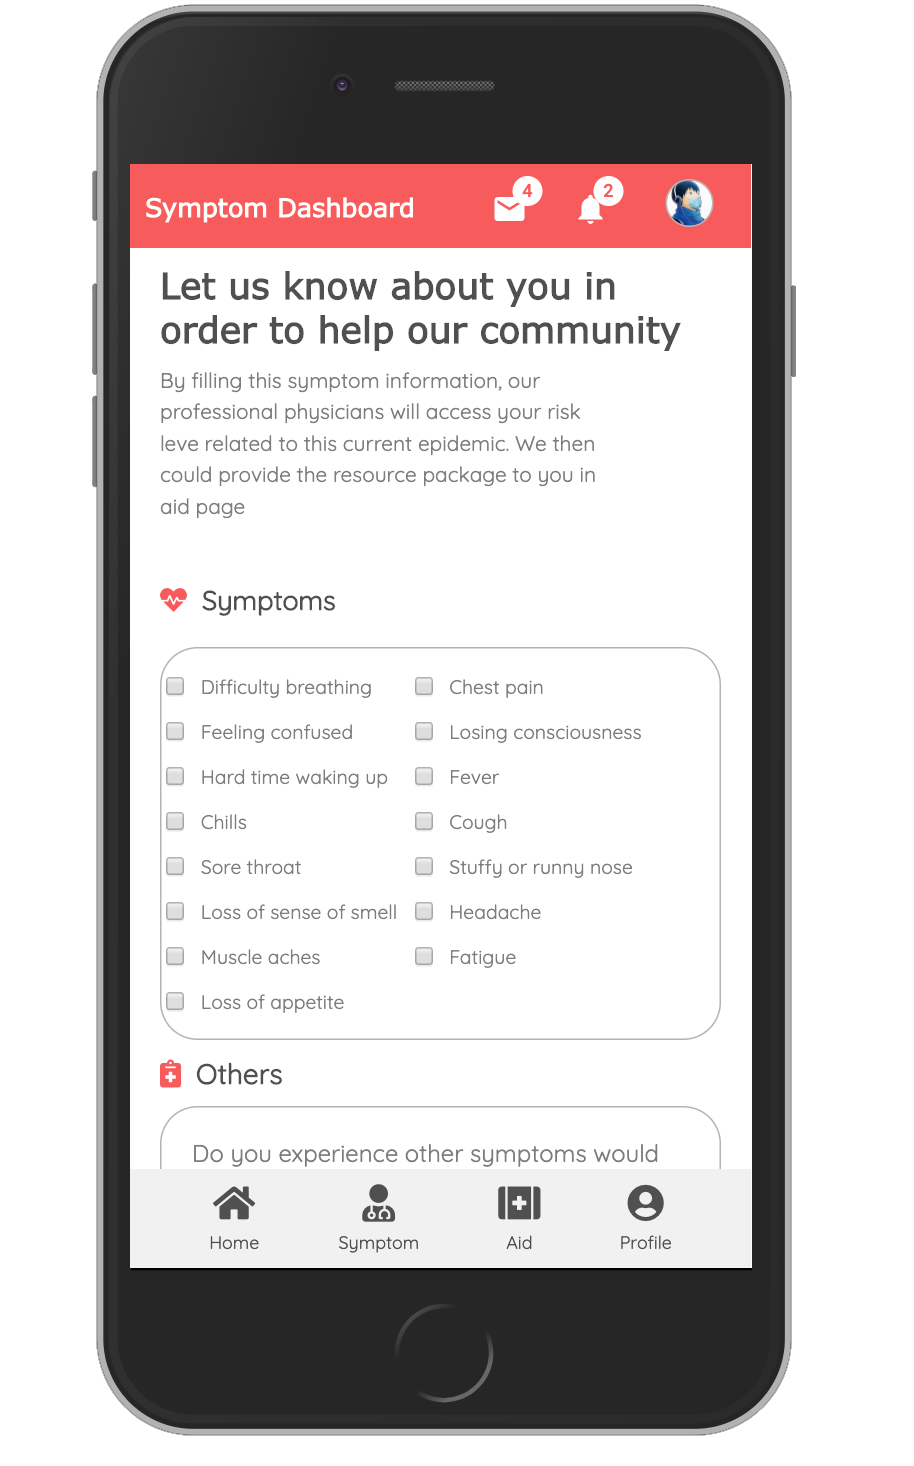 Symptom Dashboard
4
2
Let us know about you in
order to help our community
By filling this symptom information, our
professional physicians will access your risk
leve related to this current epidemic. We then
could provide the resource package to you in
aid page
Symptoms
Difficulty breathing
Chest pain
Feeling confused
Losing consciousness
Hard time waking up
Fever
Chills
Cough
Sore throat
Stuffy or runny nose
Loss of sense of smell
Headache
Muscle aches
Fatigue
Loss of appetite
Others
Do you experience other symptoms would
Home
Symptom
Aid
Profile